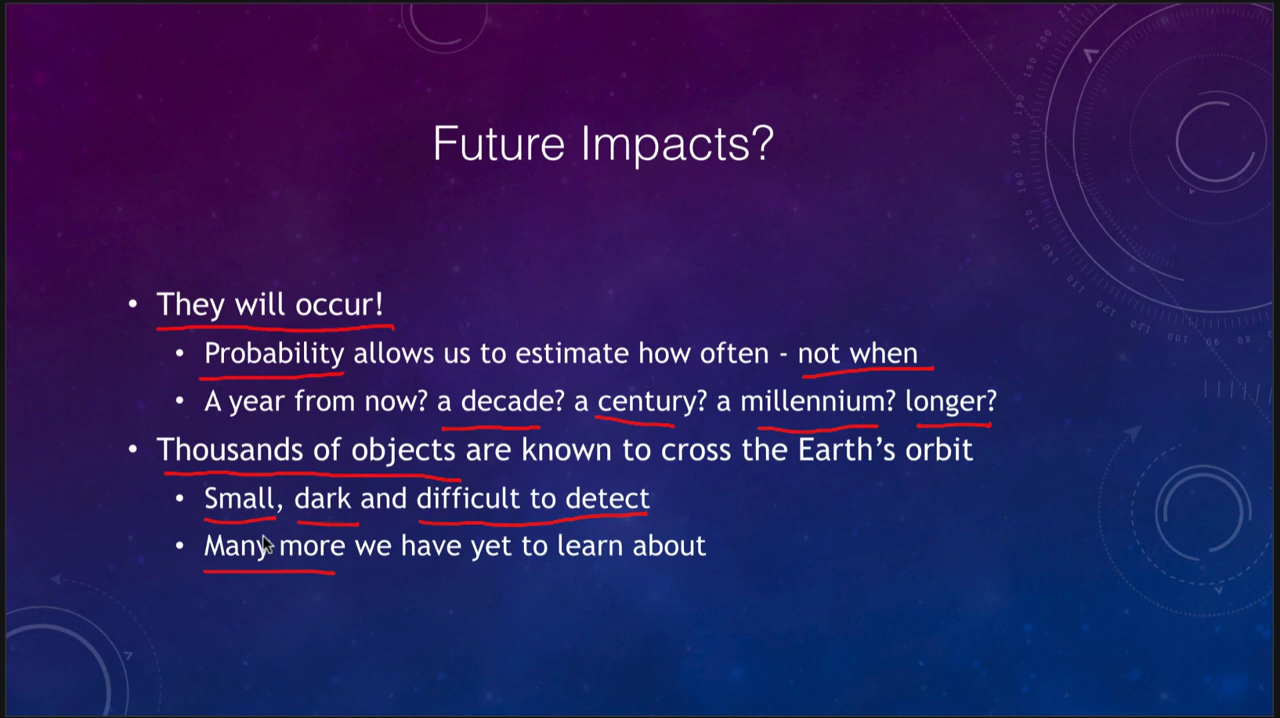 Future Impacts?
• They will occur!
• Probability allows us to estimate how often - not when
• A year from now? a decade? a century? a millennium? longer?
• Thousands of objects are known to cross the Earth's orbit
• Small, dark and difficult to detect
• Many more we have yet to learn about